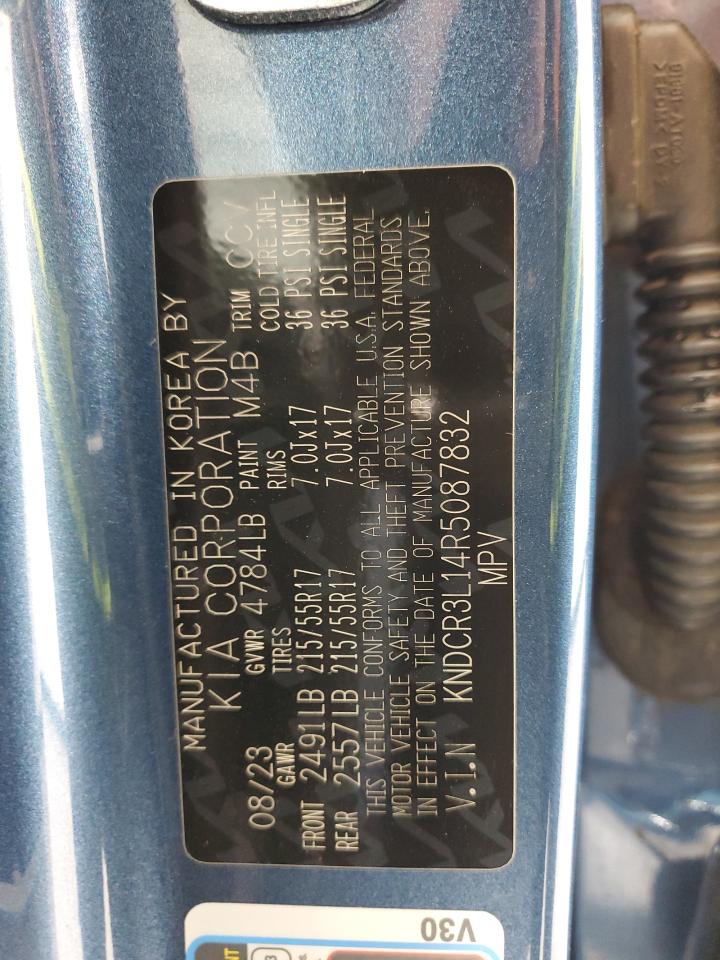 MANUFACTURED IN KOREA BY
KIA CORPORATION
08/23 GVWR 4784LB PAINT M4B TRIM CCV
GAWR TIRES RIMS COLD TIRE INFL
FRONT 2491LB 215/55R17 7.0Jx17 36 PSI SINGLE
REAR 2557LB 215/55R17 7.0Jx17 36 PSI SINGLE
THIS VEHICLE CONFORMS TO ALL APPLICABLE U.S.A. FEDERAL
MOTOR VEHICLE SAFETY AND THEFT PREVENTION STANDARDS
IN EFFECT ON THE DATE OF MANUFACTURE SHOWN ABOVE.
V.I.N KNDCR3L14R5087832
MPV
V30